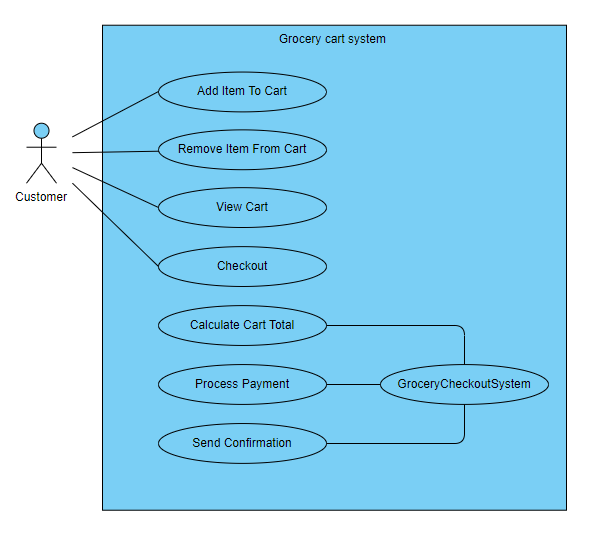 Grocery cart system
Add Item To Cart
Remove Item From Cart
Customer
View Cart
Checkout
Calculate Cart Total
Process Payment
GroceryCheckoutSystem
Send Confirmation